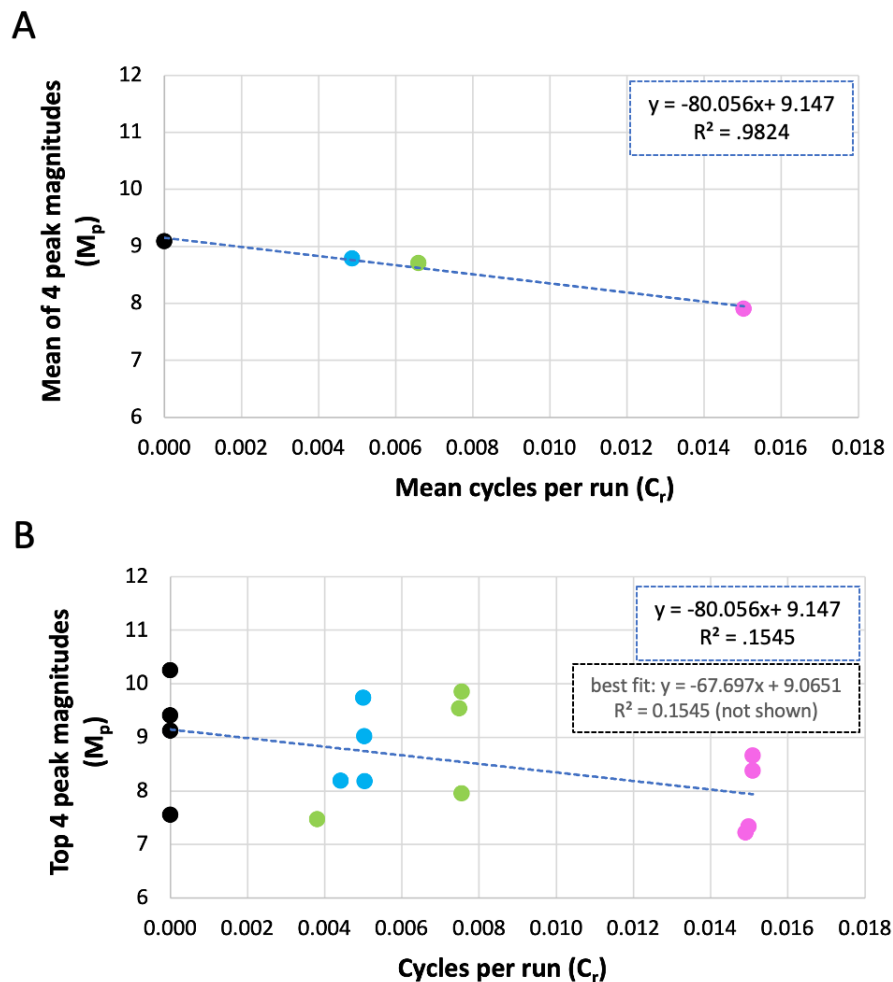 A
Mean of 4 peak magnitudes
(Mp)
12
11
10
9
8
7
6
y = -80.056x+ 9.147
R² = .9824
0.000 0.002 0.004 0.006 0.008 0.010 0.012 0.014 0.016 0.018
Mean cycles per run (Cr)
B
Top 4 peak magnitudes
(Mp)
12
11
10
9
8
7
6
y = -80.056x+ 9.147
R² = .1545
best fit: y = -67.697x + 9.0651
R² = 0.1545 (not shown)
0.000 0.002 0.004 0.006 0.008 0.010 0.012 0.014 0.016 0.018
Cycles per run (Cr)